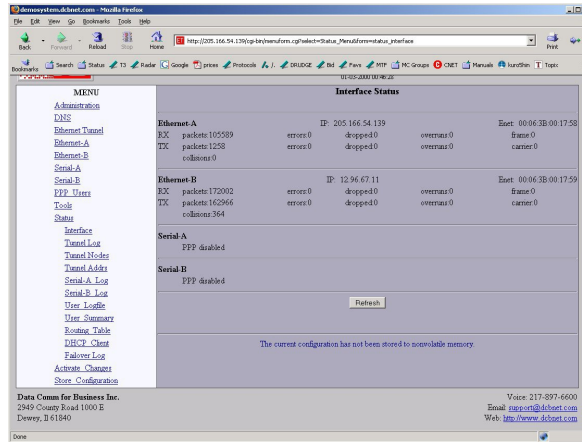 demosystem.dcbnet.com - Mozilla Firefox
File Edit View Go Bookmarks Tools Help
Back Forward Reload Stop Home http://205.166.54.139/cgi-bin/menuform.cgi?select=Status_Menu&form=status_interface Print
Bookmarks Search Status T3 Radar Google prices Protocols /. DRUDGE Bid Favs MTF MC Groups CNET Manuals kuro5hin Topix
01-03-2000 00:46:28
MENU
Administration
DNS
Ethernet Tunnel
Ethernet-A
Ethernet-B
Serial-A
Serial-B
PPP Users
Tools
Status
Interface
Tunnel Log
Tunnel Nodes
Tunnel Addrs
Serial-A Log
Serial-B Log
User Logfile
User Summary
Routing Table
DHCP Client
Failover Log
Activate Changes
Store Configuration
Interface Status
Ethernet-A IP: 205.166.54.139 Enet: 00:06:3B:00:17:58
RX packets:105589 errors:0 dropped:0 overruns:0 frame:0
TX packets:1258 errors:0 dropped:0 overruns:0 carrier:0
collisions:0
Ethernet-B IP: 12.96.67.11 Enet: 00:06:3B:00:17:59
RX packets:172002 errors:0 dropped:0 overruns:0 frame:0
TX packets:162966 errors:0 dropped:0 overruns:0 carrier:0
collisions:364
Serial-A
PPP disabled
Serial-B
PPP disabled
Refresh
The current configuration has not been stored to nonvolatile memory.
Data Comm for Business Inc. Voice: 217-897-6600
2949 County Road 1000 E Email: support@dcbnet.com
Dewey, Il 61840 Web: http://www.dcbnet.com
Done